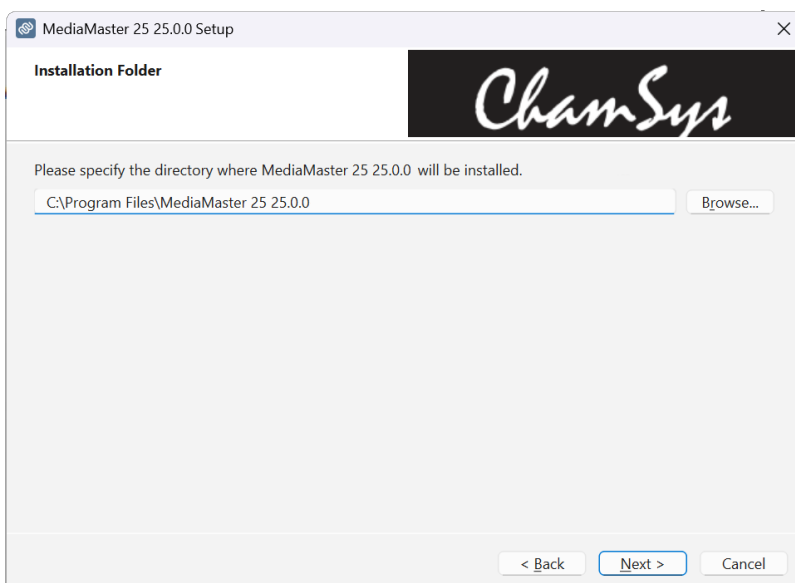 MediaMaster 25 25.0.0 Setup
Installation Folder
ChamSys
Please specify the directory where MediaMaster 25 25.0.0 will be installed.
C:\Program Files\MediaMaster 25 25.0.0
Browse...
< Back
Next >
Cancel